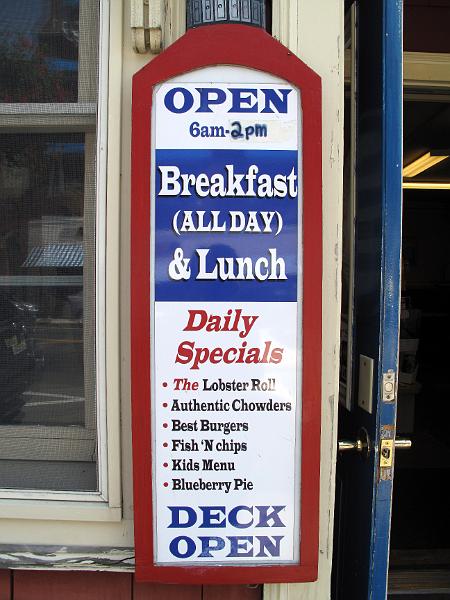 OPEN
6am-2pm
Breakfast
(ALL DAY)
& Lunch
Daily
Specials
• The Lobster Roll
• Authentic Chowders
• Best Burgers
• Fish 'N chips
• Kids Menu
• Blueberry Pie
DECK
OPEN